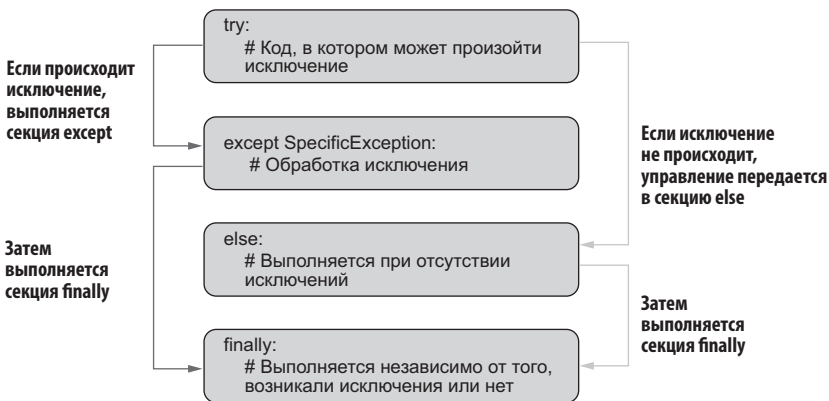 try:
# Код, в котором может произойти
исключение
Если происходит
исключение,
выполняется
секция except
except SpecificException:
# Обработка исключения
Если исключение
не происходит,
управление передается
в секцию else
else:
# Выполняется при отсутствии
исключений
Затем
выполняется
секция finally
Затем
выполняется
секция finally
finally:
# Выполняется независимо от того,
возникали исключения или нет